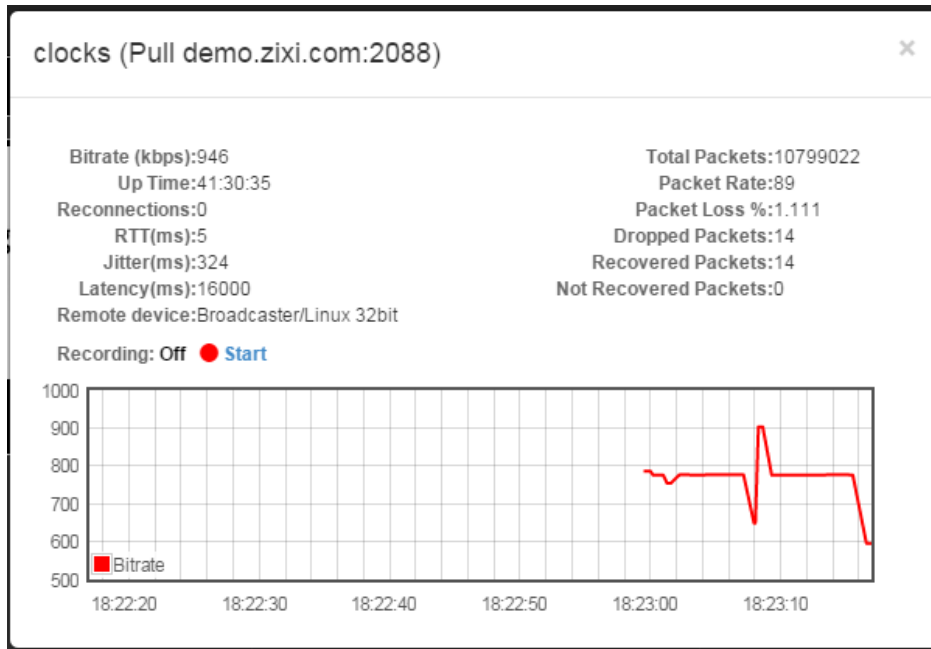 clocks (Pull demo.zixi.com:2088)
×
Bitrate (kbps):946
Up Time:41:30:35
Reconnections:0
RTT(ms):5
Jitter(ms):324
Latency(ms):16000
Remote device:Broadcaster/Linux 32bit
Total Packets:10799022
Packet Rate:89
Packet Loss %:1.111
Dropped Packets:14
Recovered Packets:14
Not Recovered Packets:0
Recording: Off Start
1000
900
800
700
600
500
Bitrate
18:22:20 18:22:30 18:22:40 18:22:50 18:23:00 18:23:10